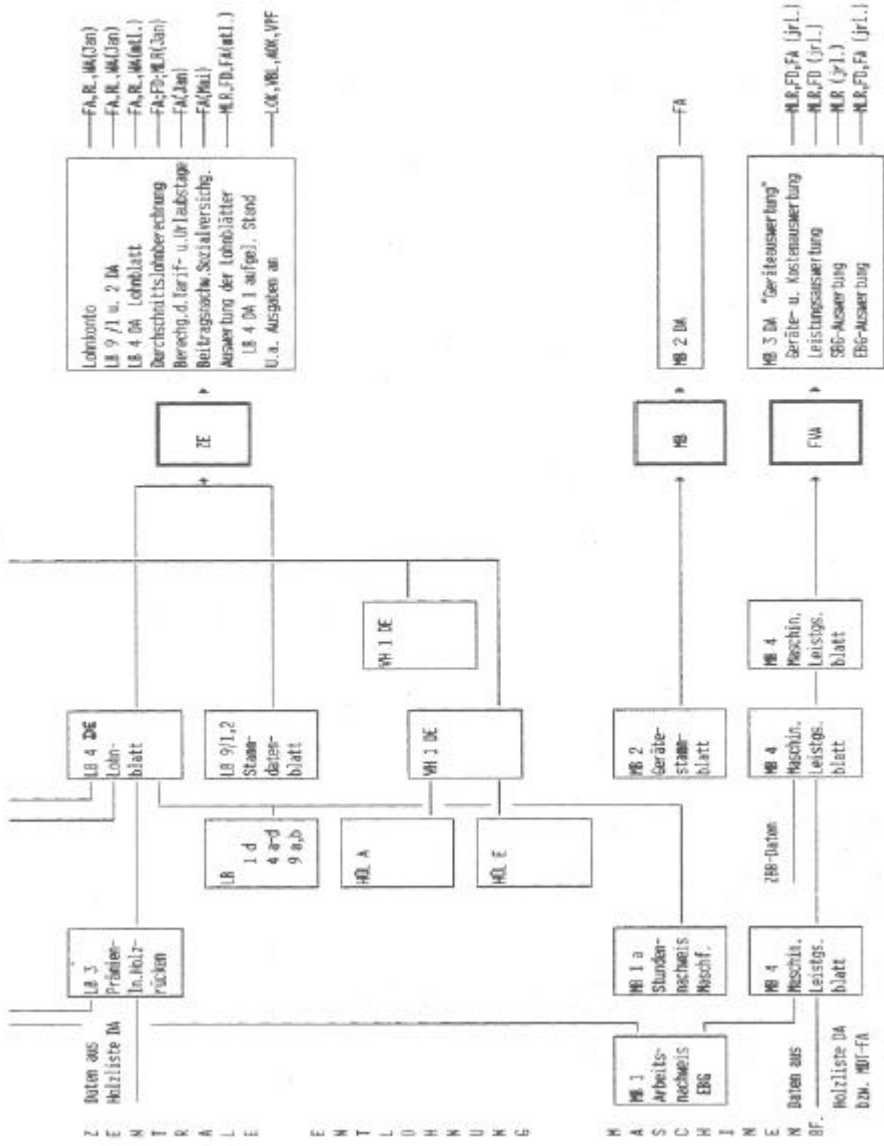 ZENTRALE ENTLOHNUNG
Daten aus
Holzliste DA
LB 3
Prämien-
In.Holz-
rücken
LB 4 DE
Lohn-
blatt
LB 9/1,2
Stamm-
daten-
blatt
LB 1 d
4 a-d
9 a,b
HOL A
HOL E
VH 1 DE
VH 1 DE
ZE
Lohnkonto
LB 9 /1 u. 2 DA
LB 4 DA Lohnblatt
Durchschnittslohnberechnung
Berechg.d.Tarif- u.Urlaubstage
Beitragsnachw.Sozialversichg.
Auswertung der Lohnblätter
LB 4 DA 1 aufgel. Stand
U.a. Ausgaben an
FA,RL,WA(Jan)
FA,RL,WA(Jan)
FA,RL,WA(mtl.)
FA;FD;MLR(Jan)
FA(Jan)
FA(Mai)
MLR,FD,FA(mtl.)
LOK,VBL,AOK,VPF
MASCHINEN
BF.
MB 1
Arbeits-
nachweis
EBG
Daten aus
Holzliste DA
bzw. MDT-FA
MB 1 a
Stunden-
nachweis
Maschf.
MB 4
Maschin.
Leistgs.
blatt
ZBB-Daten
MB 2
Geräte-
stamm-
blatt
MB 4
Maschin.
Leistgs.
blatt
MB 4
Maschin.
Leistgs.
blatt
MB
MB 2 DA
FA
FVA
MB 3 DA "Geräteauswertung"
Geräte- u. Kostenauswertung
Leistungsauswertung
SBG-Auswertung
EBG-Auswertung
MLR,FD,FA (jrl.)
MLR,FD (jrl.)
MLR (jrl.)
MLR,FD,FA (jrl.)